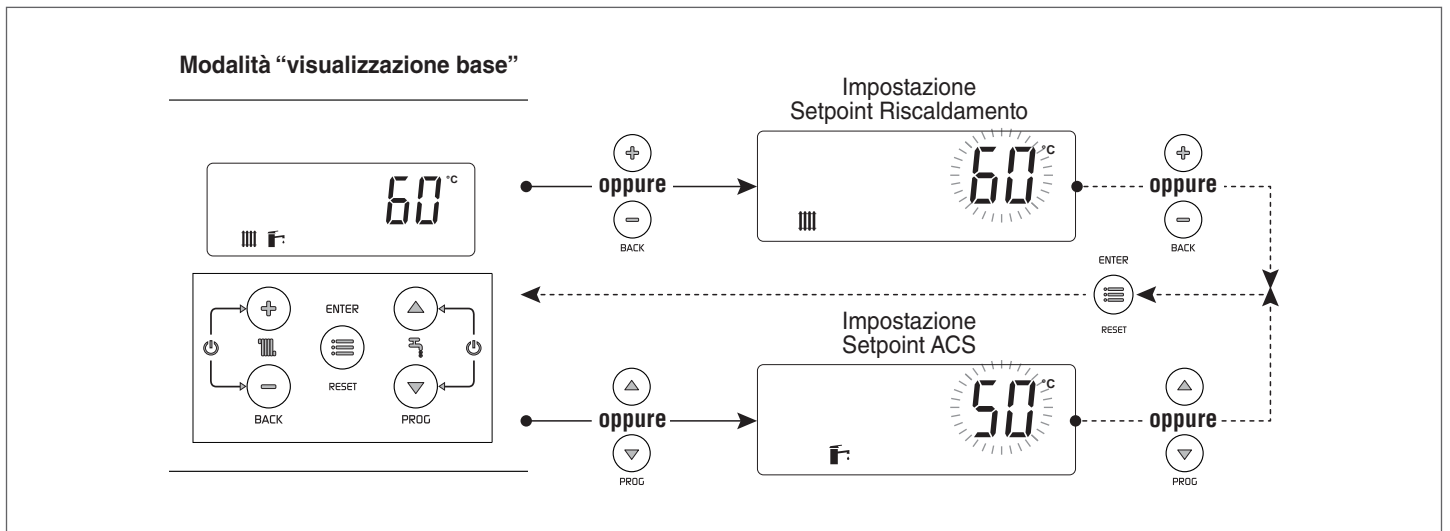 Modalità “visualizzazione base”
60 °C
ENTER
RESET
BACK
PROG
oppure
BACK
Impostazione
Setpoint Riscaldamento
60 °C
oppure
BACK
ENTER
RESET
oppure
PROG
Impostazione
Setpoint ACS
50 °C
oppure
PROG